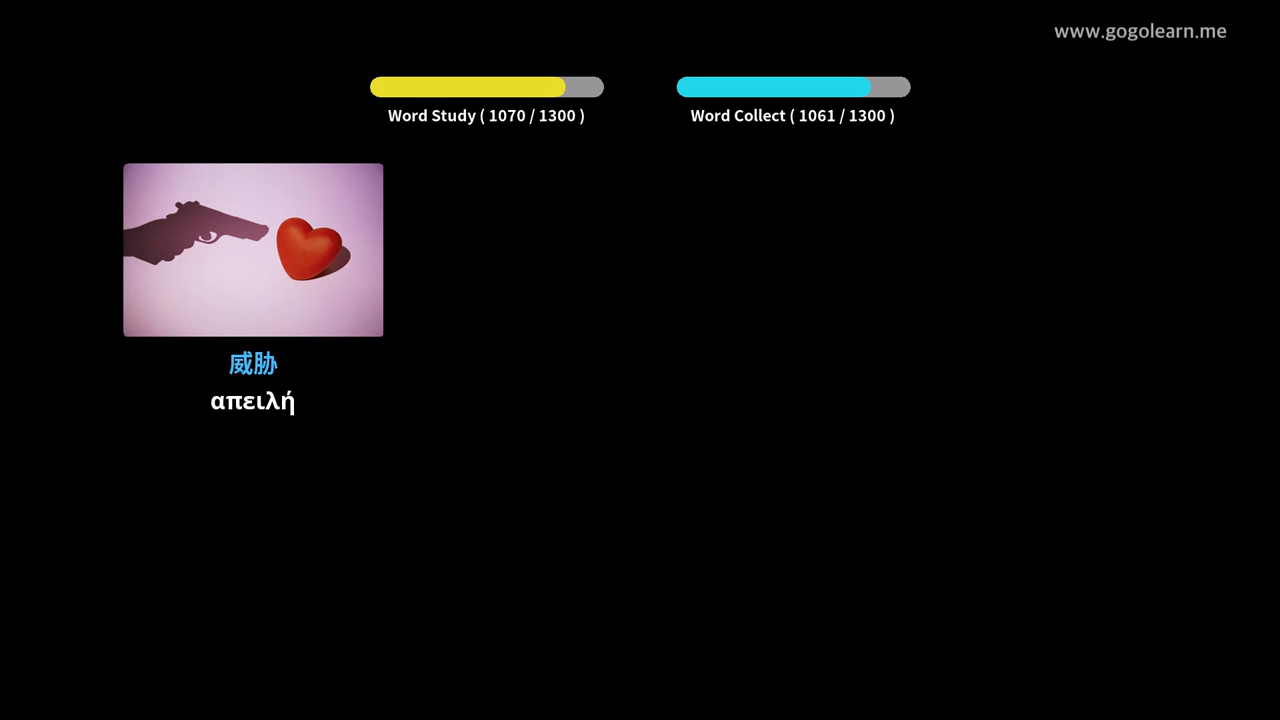 www.gogolearn.me
Word Study ( 1070 / 1300 )
Word Collect ( 1061 / 1300 )
威胁
απειλή